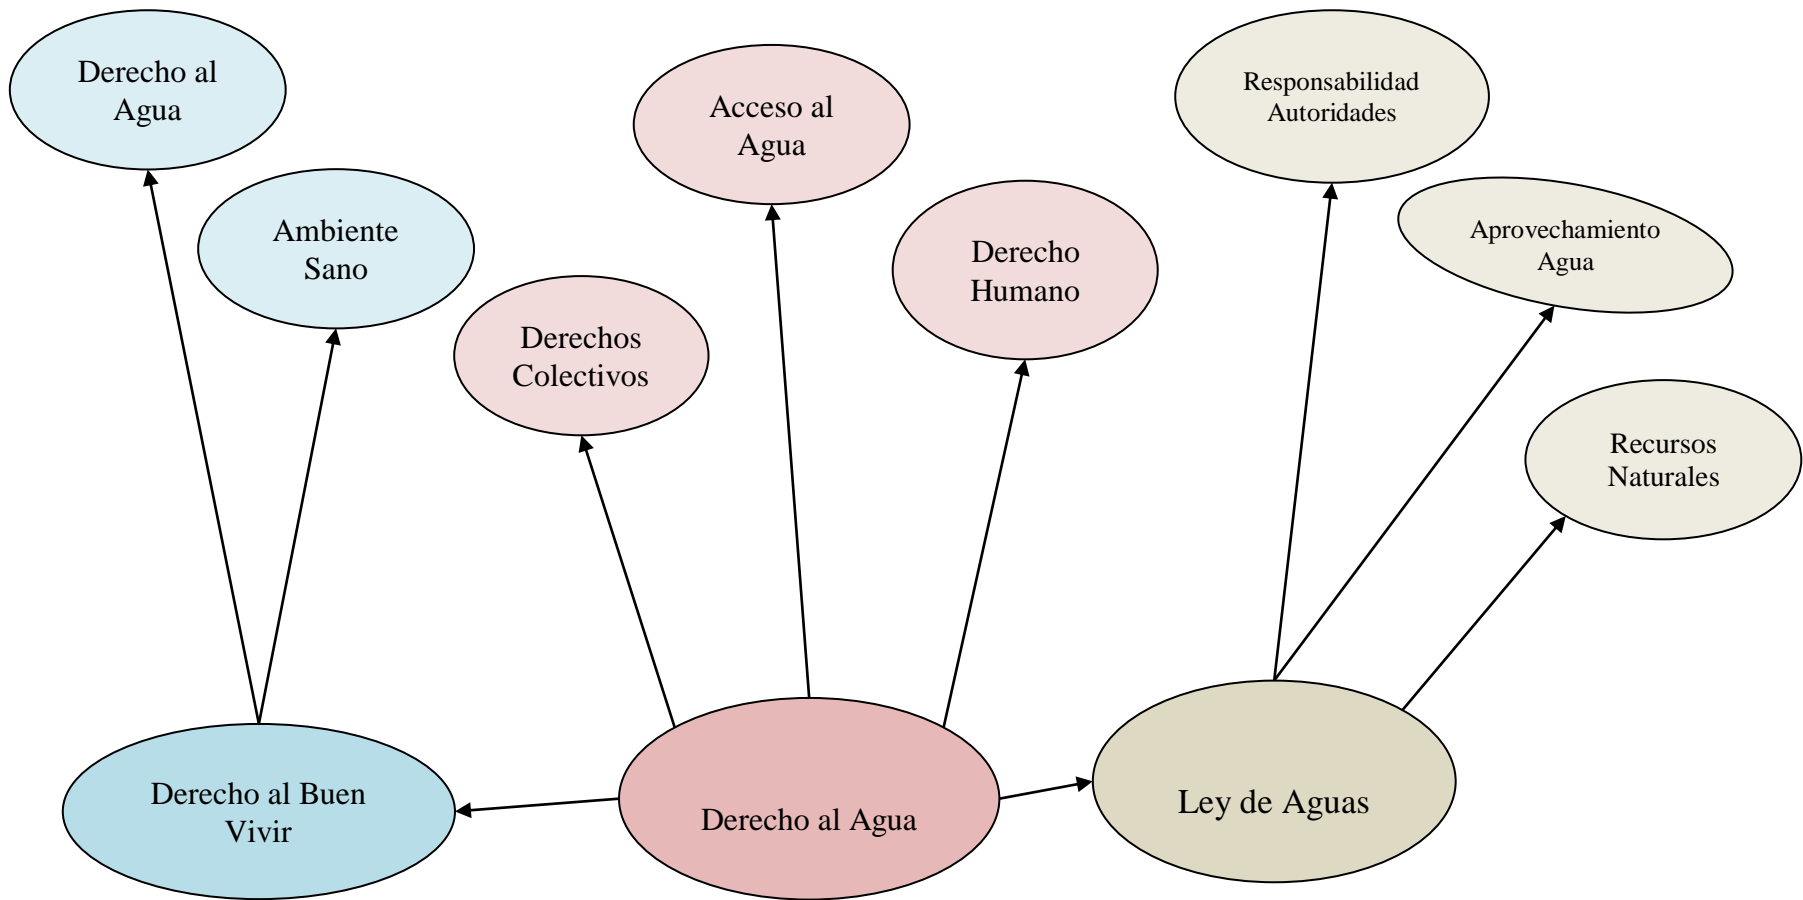 Derecho al
Agua
Ambiente
Sano
Derechos
Colectivos
Acceso al
Agua
Derecho
Humano
Responsabilidad
Autoridades
Aprovechamiento
Agua
Recursos
Naturales
Derecho al Buen
Vivir
Derecho al Agua
Ley de Aguas